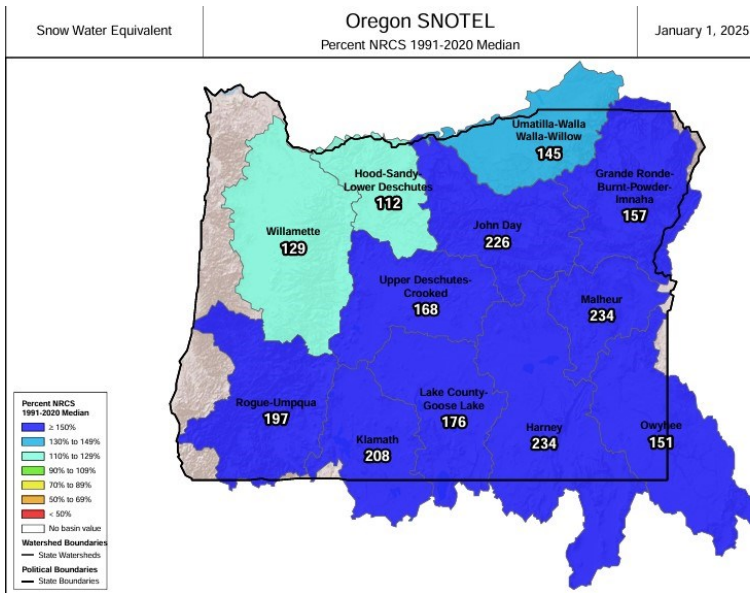 Snow Water Equivalent
Oregon SNOTEL
Percent NRCS 1991-2020 Median
January 1, 2025
Umatilla-Walla
Walla-Willow
145
Grande Ronde-
Burnt-Powder-
Imnaha
157
Hood-Sandy-
Lower Deschutes
112
Willamette
129
John Day
226
Upper Deschutes-
Crooked
168
Malheur
234
Rogue-Umpqua
197
Klamath
208
Lake County-
Goose Lake
176
Harney
234
Owyhee
151
Percent NRCS
1991-2020 Median
≥ 150%
130% to 149%
110% to 129%
90% to 109%
70% to 89%
50% to 69%
< 50%
No basin value
Watershed Boundaries
State Watersheds
Political Boundaries
State Boundaries